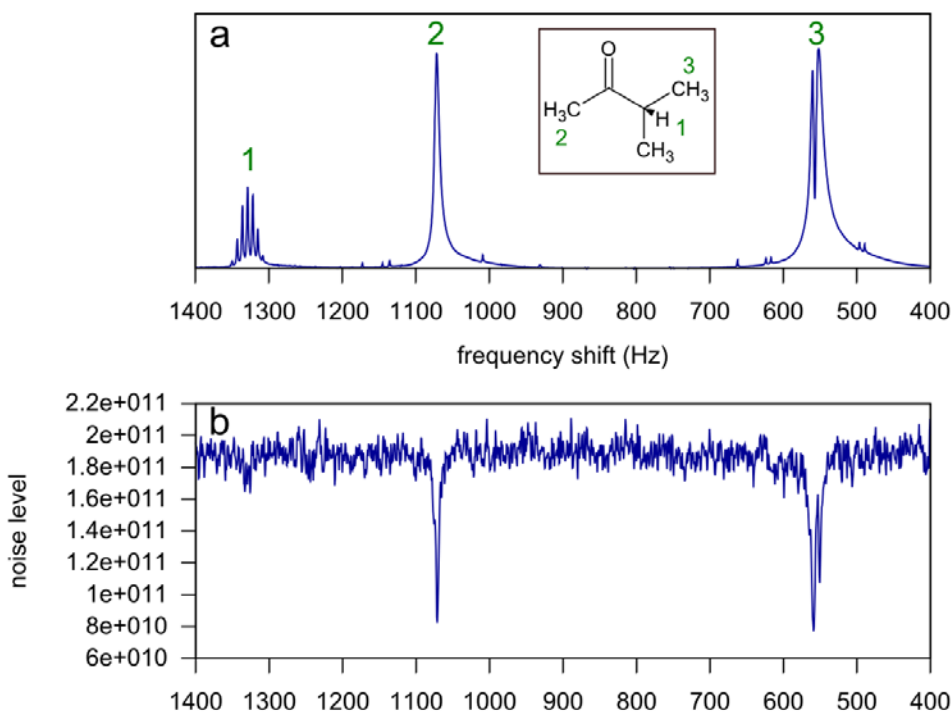 a
1
2
3
O
H₃C
2
3
CH₃
H
1
CH₃
1400 1300 1200 1100 1000 900 800 700 600 500 400
frequency shift (Hz)
b
noise level
2.2e+011
2e+011
1.8e+011
1.6e+011
1.4e+011
1.2e+011
1e+011
8e+010
6e+010
1400 1300 1200 1100 1000 900 800 700 600 500 400